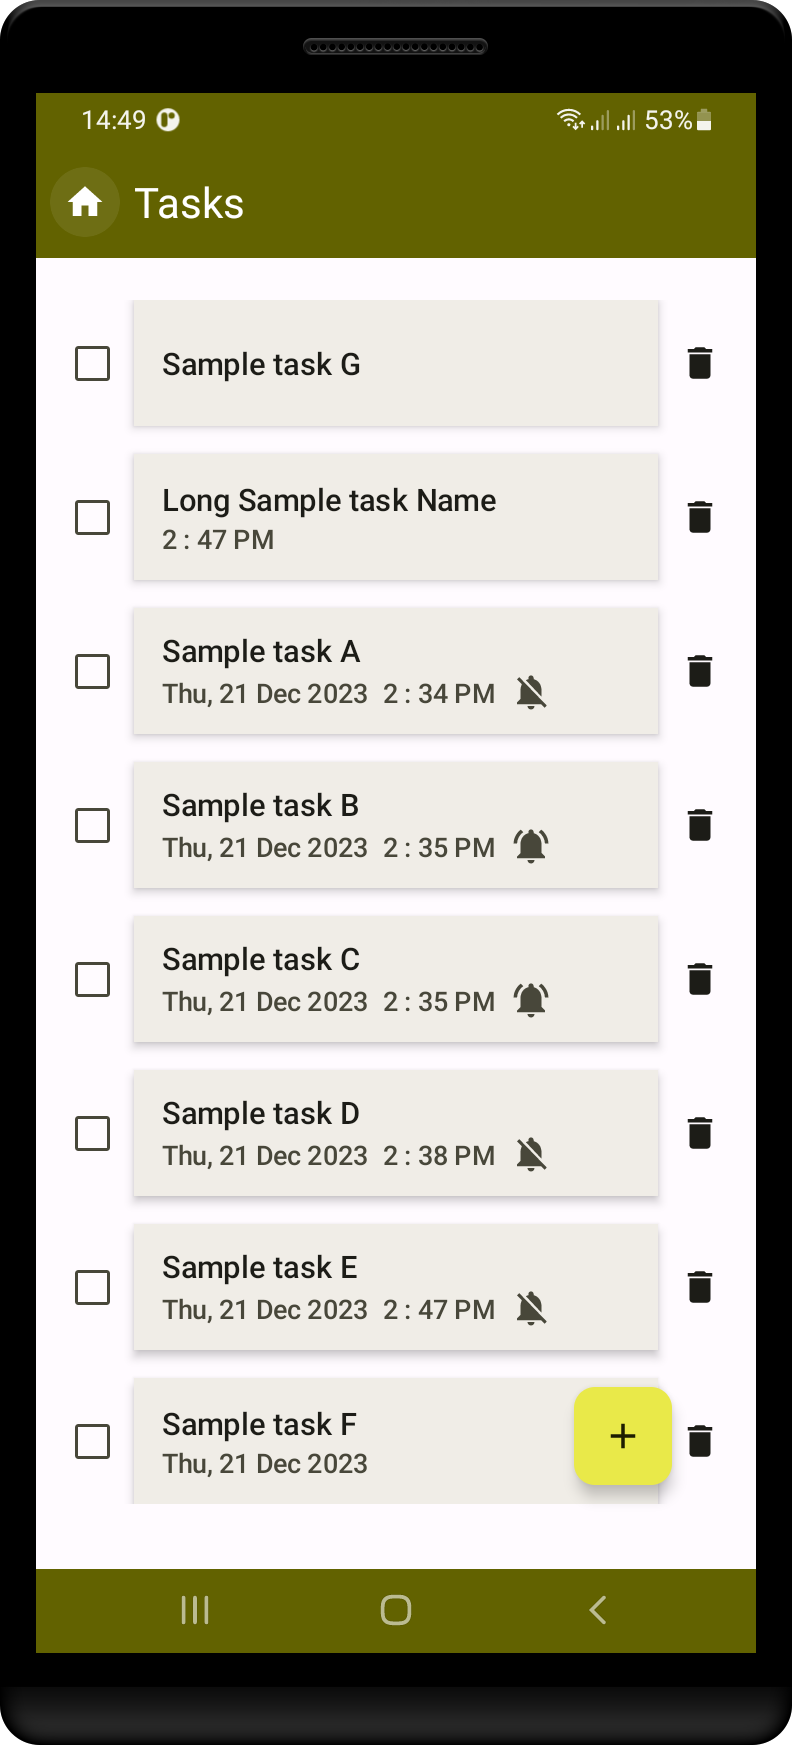 14:49
53%
Tasks
Sample task G
Long Sample task Name
2 : 47 PM
Sample task A
Thu, 21 Dec 2023 2 : 34 PM
Sample task B
Thu, 21 Dec 2023 2 : 35 PM
Sample task C
Thu, 21 Dec 2023 2 : 35 PM
Sample task D
Thu, 21 Dec 2023 2 : 38 PM
Sample task E
Thu, 21 Dec 2023 2 : 47 PM
Sample task F
Thu, 21 Dec 2023